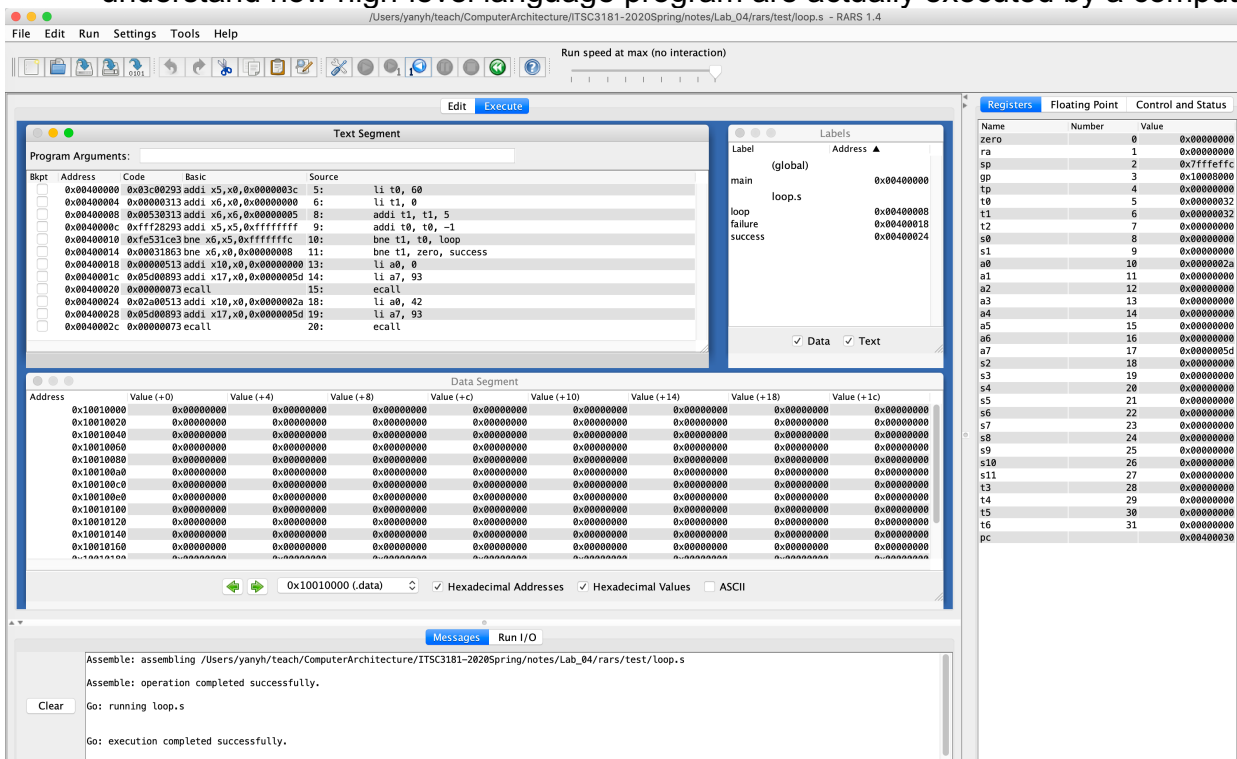 understand how high-level language program are actually executed by a comput
/Users/yanyh/teach/ComputerArchitecture/ITSC3181-2020Spring/notes/Lab_04/rars/test/loop.s - RARS 1.4
File Edit Run Settings Tools Help
Run speed at max (no interaction)
Edit Execute
Text Segment
Program Arguments:
Bkpt Address Code Basic Source
0x00400000 0x03c00293 addi x5,x0,0x0000003c 5: li t0, 60
0x00400004 0x00000313 addi x6,x0,0x00000000 6: li t1, 0
0x00400008 0x00530313 addi x6,x6,0x00000005 8: addi t1, t1, 5
0x0040000c 0xfff28293 addi x5,x5,0xffffffff 9: addi t0, t0, -1
0x00400010 0xfe531ce3 bne x6,x5,0xfffffffc 10: bne t1, t0, loop
0x00400014 0x00031863 bne x6,x0,0x00000008 11: bne t1, zero, success
0x00400018 0x00000513 addi x10,x0,0x00000000 13: li a0, 0
0x0040001c 0x05d00893 addi x17,x0,0x0000005d 14: li a7, 93
0x00400020 0x00000073 ecall 15: ecall
0x00400024 0x02a00513 addi x10,x0,0x0000002a 18: li a0, 42
0x00400028 0x05d00893 addi x17,x0,0x0000005d 19: li a7, 93
0x0040002c 0x00000073 ecall 20: ecall
Labels
Label Address ▲
(global)
main 0x00400000
loop.s
loop 0x00400008
failure 0x00400018
success 0x00400024
Data Text
Data Segment
Address Value (+0) Value (+4) Value (+8) Value (+c) Value (+10) Value (+14) Value (+18) Value (+1c)
0x10010000 0x00000000 0x00000000 0x00000000 0x00000000 0x00000000 0x00000000 0x00000000 0x00000000
0x10010020 0x00000000 0x00000000 0x00000000 0x00000000 0x00000000 0x00000000 0x00000000 0x00000000
0x10010040 0x00000000 0x00000000 0x00000000 0x00000000 0x00000000 0x00000000 0x00000000 0x00000000
0x10010060 0x00000000 0x00000000 0x00000000 0x00000000 0x00000000 0x00000000 0x00000000 0x00000000
0x10010080 0x00000000 0x00000000 0x00000000 0x00000000 0x00000000 0x00000000 0x00000000 0x00000000
0x100100a0 0x00000000 0x00000000 0x00000000 0x00000000 0x00000000 0x00000000 0x00000000 0x00000000
0x100100c0 0x00000000 0x00000000 0x00000000 0x00000000 0x00000000 0x00000000 0x00000000 0x00000000
0x100100e0 0x00000000 0x00000000 0x00000000 0x00000000 0x00000000 0x00000000 0x00000000 0x00000000
0x10010100 0x00000000 0x00000000 0x00000000 0x00000000 0x00000000 0x00000000 0x00000000 0x00000000
0x10010120 0x00000000 0x00000000 0x00000000 0x00000000 0x00000000 0x00000000 0x00000000 0x00000000
0x10010140 0x00000000 0x00000000 0x00000000 0x00000000 0x00000000 0x00000000 0x00000000 0x00000000
0x10010160 0x00000000 0x00000000 0x00000000 0x00000000 0x00000000 0x00000000 0x00000000 0x00000000
0x10010000 (.data) Hexadecimal Addresses Hexadecimal Values ASCII
Messages Run I/O
Assemble: assembling /Users/yanyh/teach/ComputerArchitecture/ITSC3181-2020Spring/notes/Lab_04/rars/test/loop.s
Assemble: operation completed successfully.
Clear
Go: running loop.s
Go: execution completed successfully.
Registers Floating Point Control and Status
Name Number Value
zero 0 0x00000000
ra 1 0x00000000
sp 2 0x7fffeffc
gp 3 0x10008000
tp 4 0x00000000
t0 5 0x00000032
t1 6 0x00000032
t2 7 0x00000000
s0 8 0x00000000
s1 9 0x00000000
a0 10 0x0000002a
a1 11 0x00000000
a2 12 0x00000000
a3 13 0x00000000
a4 14 0x00000000
a5 15 0x00000000
a6 16 0x00000000
a7 17 0x0000005d
s2 18 0x00000000
s3 19 0x00000000
s4 20 0x00000000
s5 21 0x00000000
s6 22 0x00000000
s7 23 0x00000000
s8 24 0x00000000
s9 25 0x00000000
s10 26 0x00000000
s11 27 0x00000000
t3 28 0x00000000
t4 29 0x00000000
t5 30 0x00000000
t6 31 0x00000000
pc 0x00400030